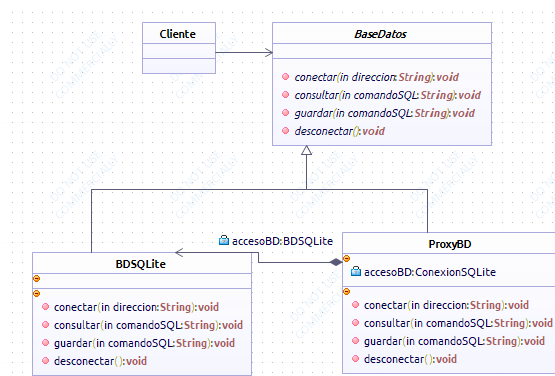 Cliente
BaseDatos
conectar(in direccion:String):void
consultar(in comandoSQL:String):void
guardar(in comandoSQL:String):void
desconectar():void
accesoBD:BDSQLite
BDSQLite
conectar(in direccion:String):void
consultar(in comandoSQL:String):void
guardar(in comandoSQL:String):void
desconectar():void
ProxyBD
accesoBD:ConexionSQLite
conectar(in direccion:String):void
consultar(in comandoSQL:String):void
guardar(in comandoSQL:String):void
desconectar():void